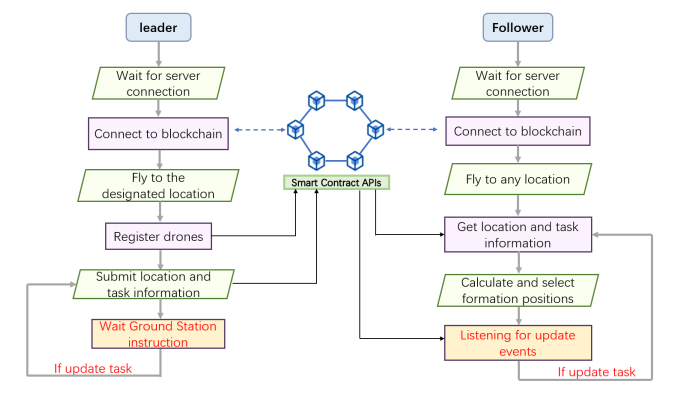 leader
Wait for server
connection
Connect to blockchain
Fly to the
designated location
Register drones
Submit location and
task information
Wait Ground Station
instruction
If update task
Smart Contract APIs
Follower
Wait for server
connection
Connect to blockchain
Fly to any location
Get location and task
information
Calculate and select
formation positions
Listening for update
events
If update task